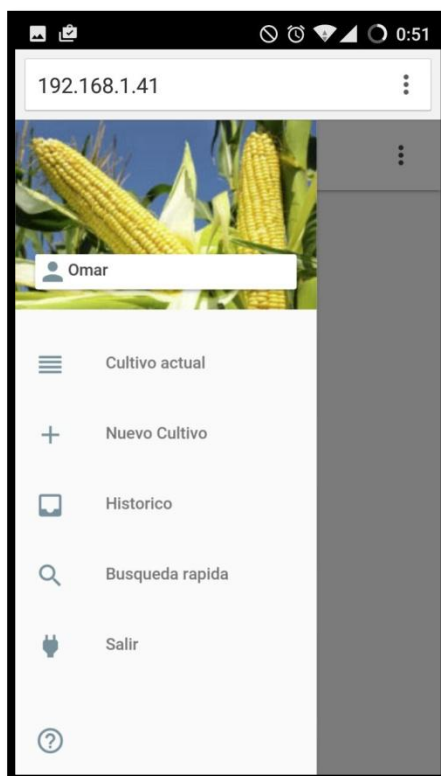 0:51
192.168.1.41
Omar
Cultivo actual
Nuevo Cultivo
Historico
Busqueda rapida
Salir